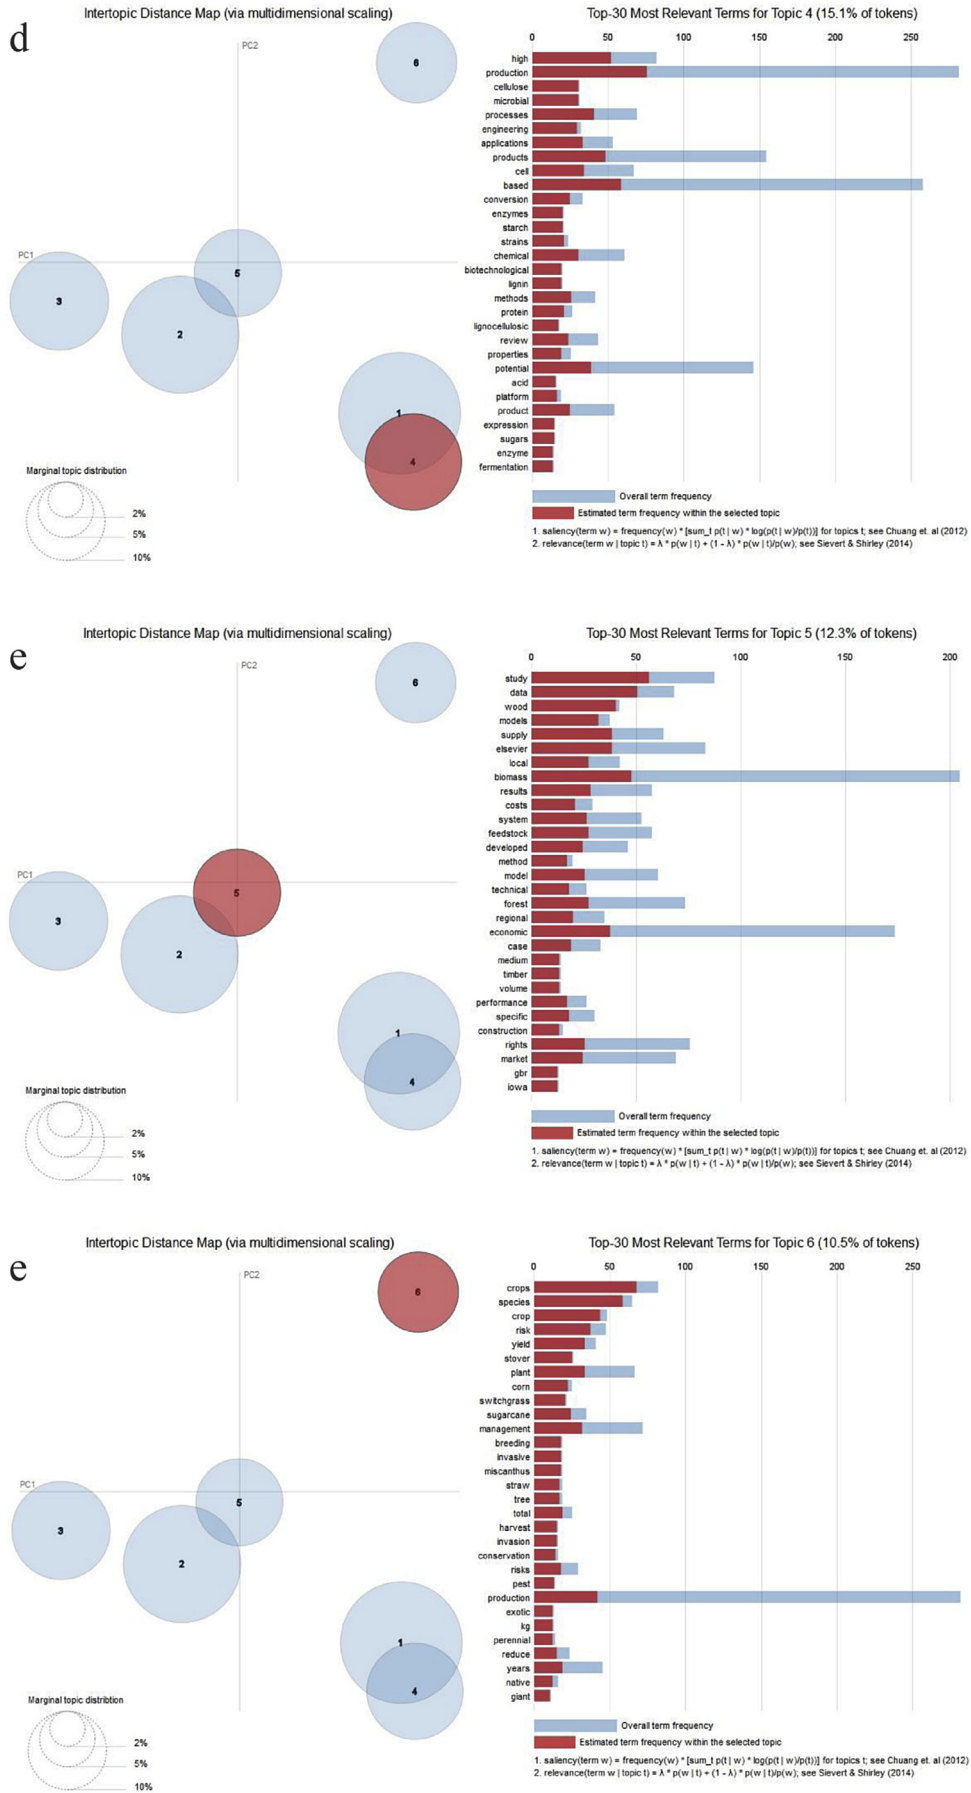 d
Intertopic Distance Map (via multidimensional scaling)
PC2
6
PC1
5
3
2
1
4
Marginal topic distribution
2%
5%
10%
Top-30 Most Relevant Terms for Topic 4 (15.1% of tokens)
0 50 100 150 200 250
high
production
cellulose
microbial
processes
engineering
applications
products
cell
based
conversion
enzymes
starch
strains
chemical
biotechnological
lignin
methods
protein
lignocellulosic
review
properties
potential
acid
platform
product
expression
sugars
enzyme
fermentation
Overall term frequency
Estimated term frequency within the selected topic
1. saliency(term w) = frequency(w) * [sum_t p(t | w) * log(p(t | w)/p(t))] for topics t; see Chuang et. al (2012)
2. relevance(term w | topic t) = λ * p(w | t) + (1 - λ) * p(w | t)/p(w); see Sievert & Shirley (2014)
e
Intertopic Distance Map (via multidimensional scaling)
PC2
6
PC1
5
3
2
1
4
Marginal topic distribution
2%
5%
10%
Top-30 Most Relevant Terms for Topic 5 (12.3% of tokens)
0 50 100 150 200
study
data
wood
models
supply
elsevier
local
biomass
results
costs
system
feedstock
developed
method
model
technical
forest
regional
economic
case
medium
timber
volume
performance
specific
construction
rights
market
gbr
iowa
Overall term frequency
Estimated term frequency within the selected topic
1. saliency(term w) = frequency(w) * [sum_t p(t | w) * log(p(t | w)/p(t))] for topics t; see Chuang et. al (2012)
2. relevance(term w | topic t) = λ * p(w | t) + (1 - λ) * p(w | t)/p(w); see Sievert & Shirley (2014)
e
Intertopic Distance Map (via multidimensional scaling)
PC2
6
PC1
5
3
2
1
4
Marginal topic distribtion
2%
5%
10%
Top-30 Most Relevant Terms for Topic 6 (10.5% of tokens)
0 50 100 150 200 250
crops
species
crop
risk
yield
stover
plant
corn
switchgrass
sugarcane
management
breeding
invasive
miscanthus
straw
tree
total
harvest
invasion
conservation
risks
pest
production
exotic
kg
perennial
reduce
years
native
giant
Overall term frequency
Estimated term frequency within the selected topic
1. saliency(term w) = frequency(w) * [sum_t p(t | w) * log(p(t | w)/p(t))] for topics t; see Chuang et. al (2012)
2. relevance(term w | topic t) = λ * p(w | t) + (1 - λ) * p(w | t)/p(w); see Sievert & Shirley (2014)